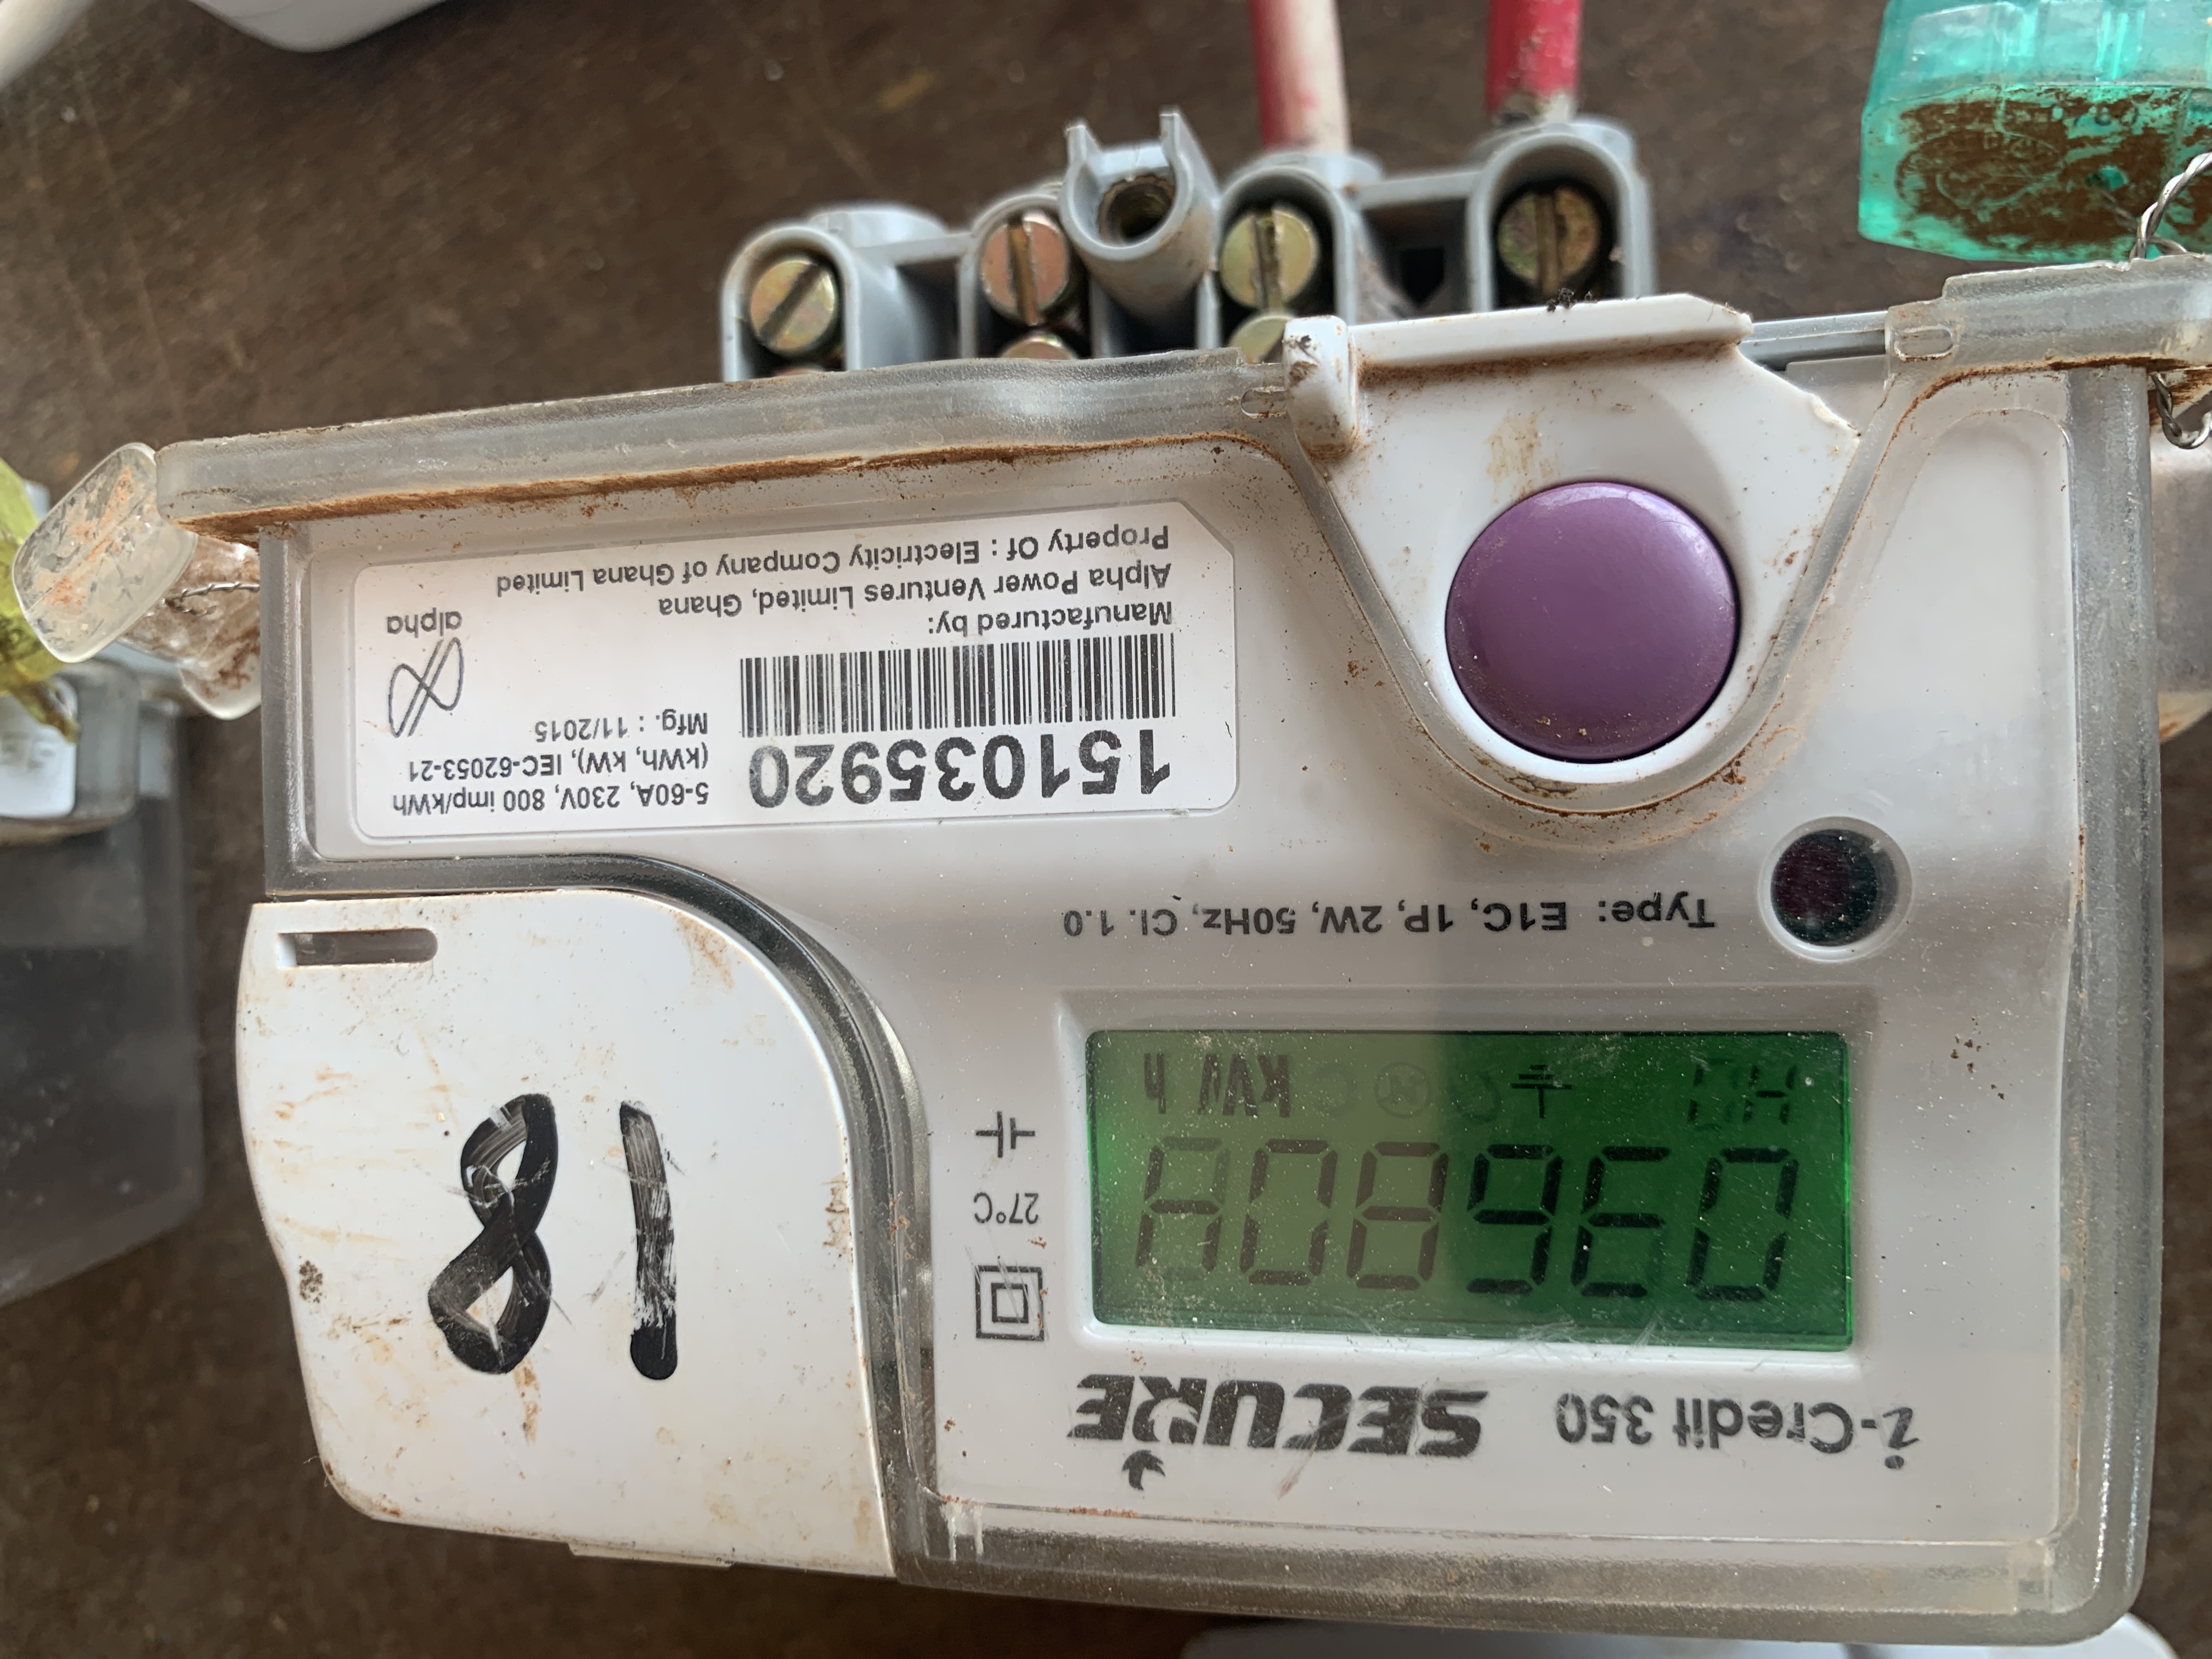 i-Credit 350 SECURE
18
27°C
kWh
Type: E1C, 1P, 2W, 50Hz, Cl. 1.0
151035920
5-60A, 230V, 800 imp/kWh
(kWh, kW), IEC-62053-21
Mfg. : 11/2015
alpha
Manufactured by:
Alpha Power Ventures Limited, Ghana
Property Of : Electricity Company of Ghana Limited